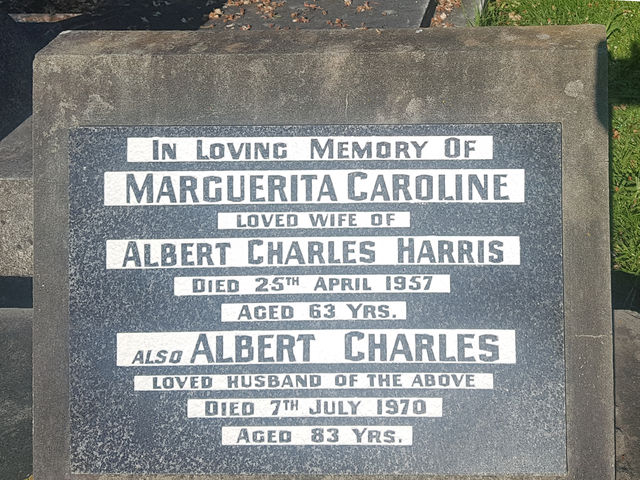 IN LOVING MEMORY OF
MARGUERITA CAROLINE
LOVED WIFE OF
ALBERT CHARLES HARRIS
DIED 25TH APRIL 1957
AGED 63 YRS.
ALSO ALBERT CHARLES
LOVED HUSBAND OF THE ABOVE
DIED 7TH JULY 1970
AGED 83 YRS.